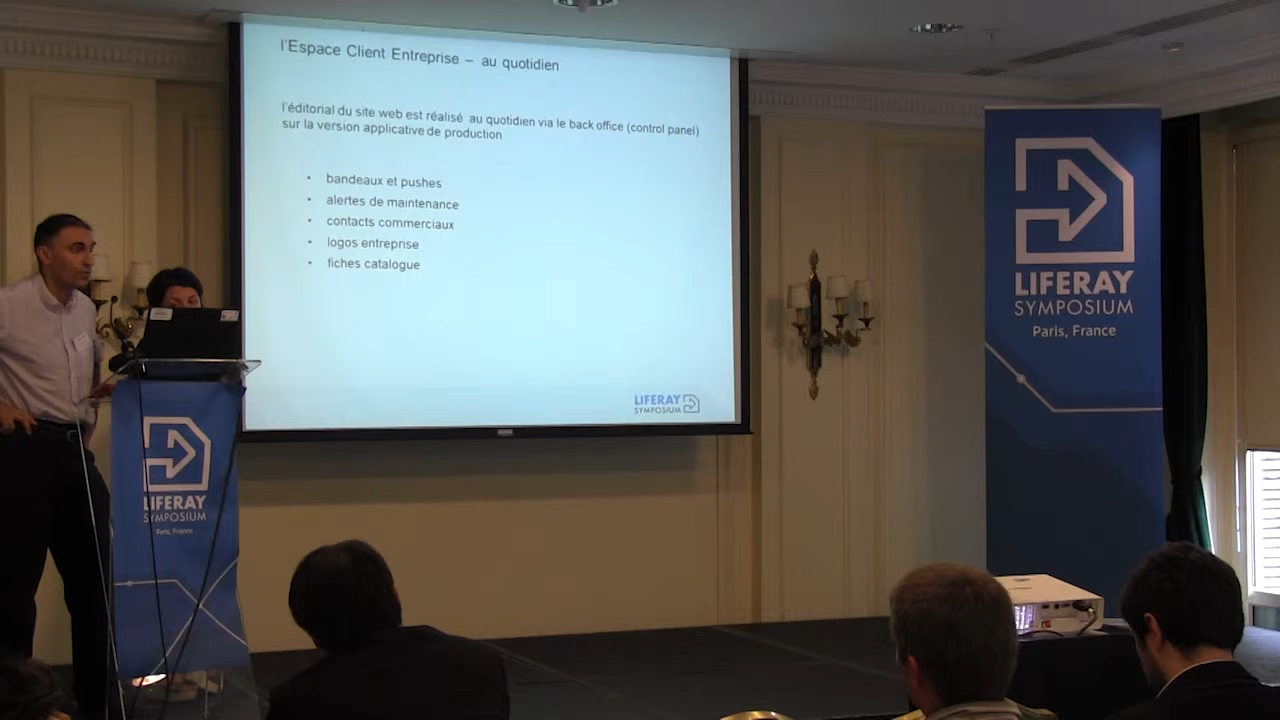 l'Espace Client Entreprise – au quotidien
l'éditorial du site web est réalisé au quotidien via le back office (control panel)
sur la version applicative de production
• bandeaux et pushes
• alertes de maintenance
• contacts commerciaux
• logos entreprise
• fiches catalogue
LIFERAY
SYMPOSIUM
LIFERAY
SYMPOSIUM
Paris, France
LIFERAY
SYMPOSIUM
Paris, France